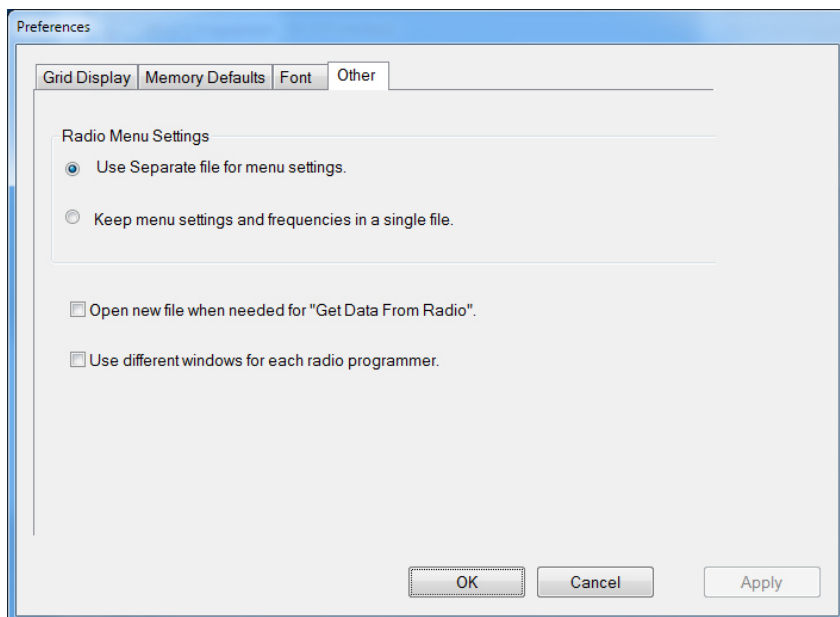 Preferences
Grid Display Memory Defaults Font Other
Radio Menu Settings
Use Separate file for menu settings.
Keep menu settings and frequencies in a single file.
Open new file when needed for "Get Data From Radio".
Use different windows for each radio programmer.
OK Cancel Apply